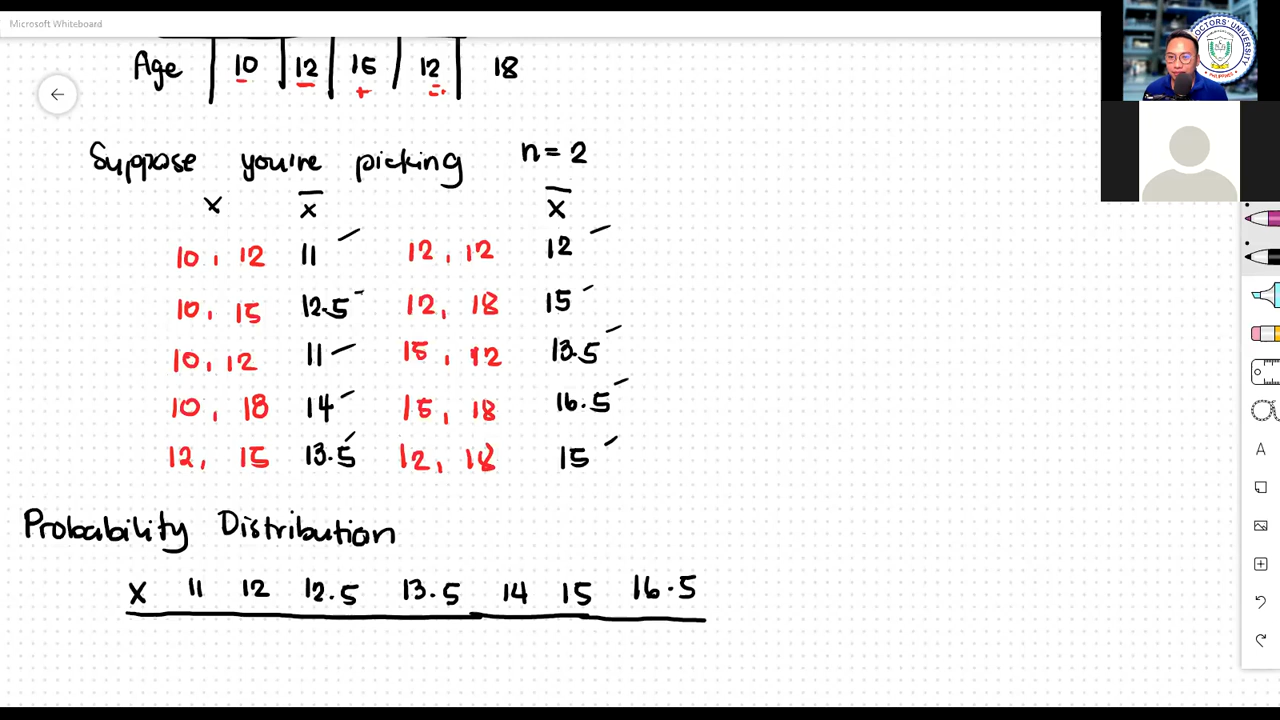 Microsoft Whiteboard
Age 10 12 15 12 18
Suppose you're picking n = 2
x x̄ x̄
10, 12 11 12, 12 12
10, 15 12.5 12, 18 15
10, 12 11 15, 12 13.5
10, 18 14 15, 18 16.5
12, 15 13.5 12, 18 15
Probability Distribution
x 11 12 12.5 13.5 14 15 16.5